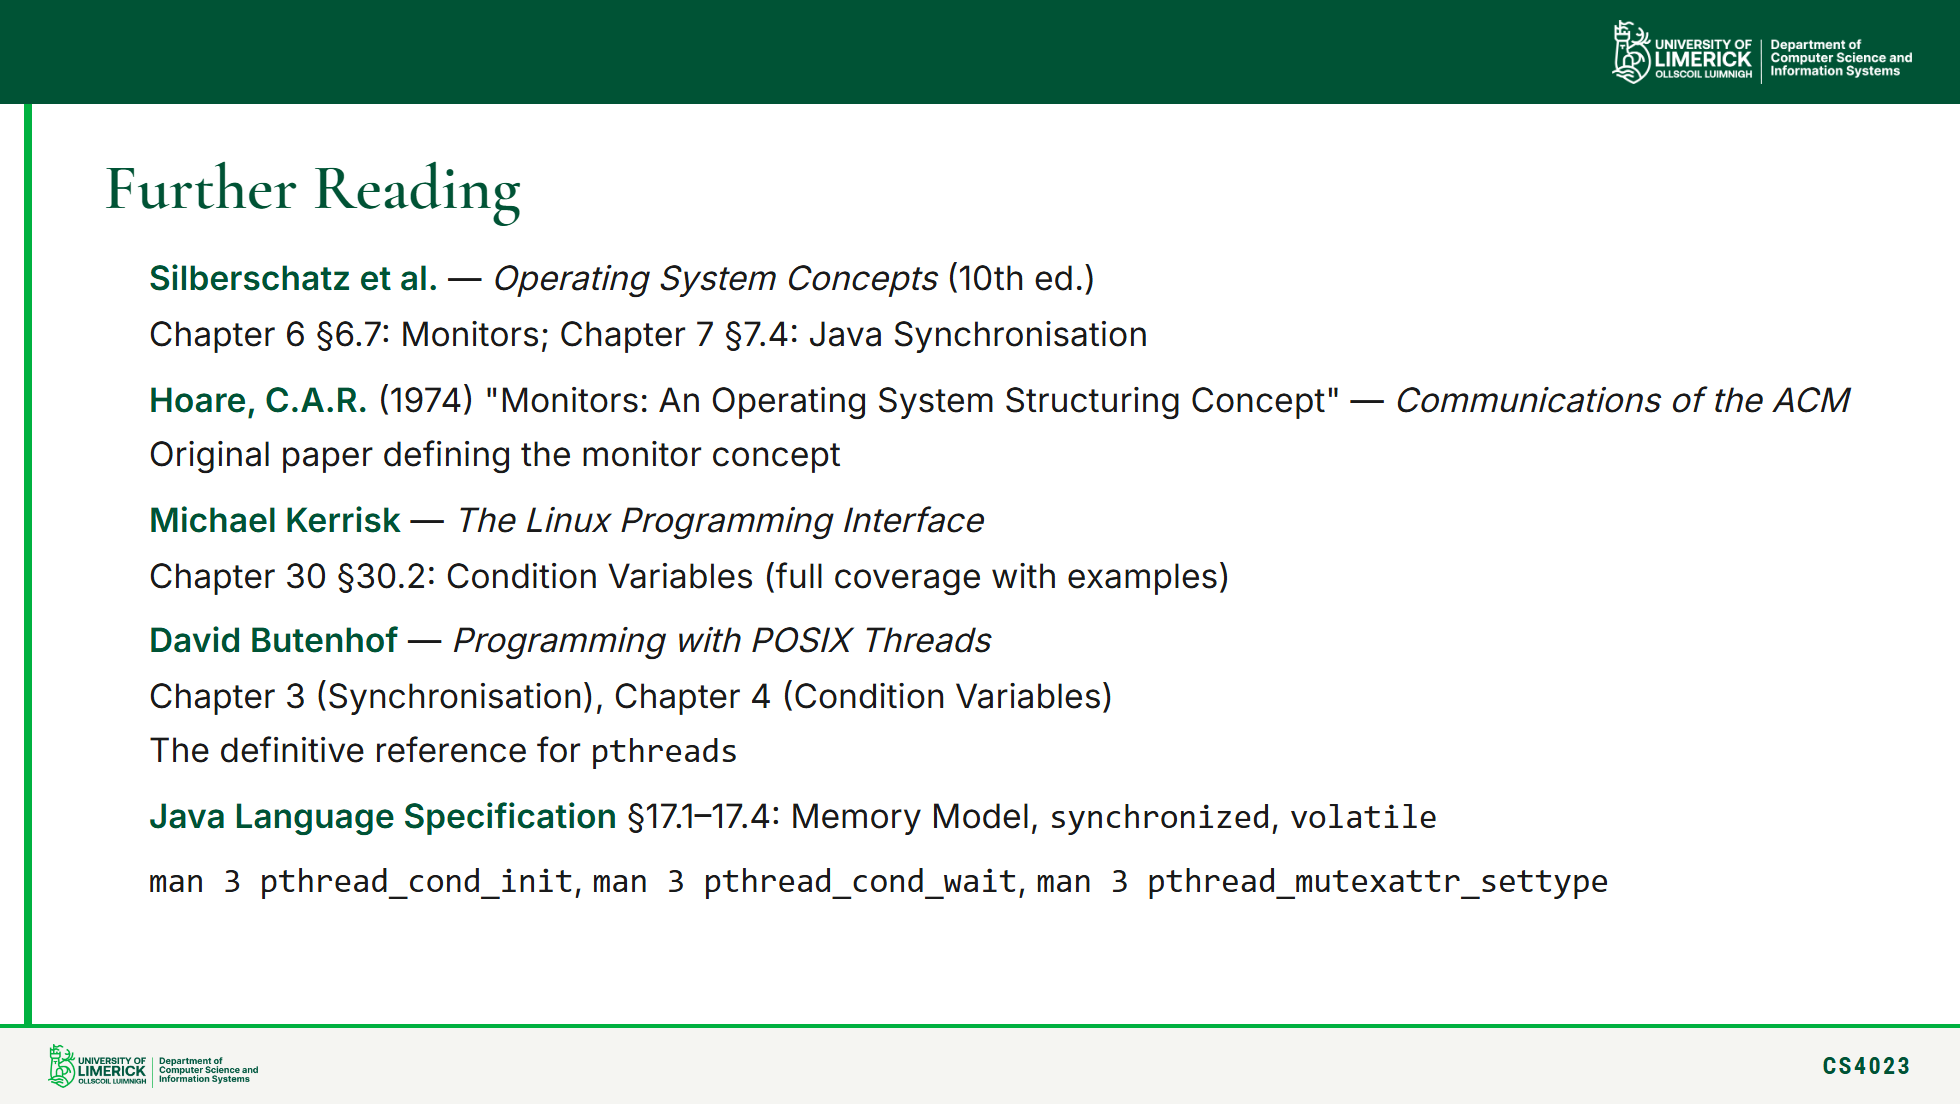 UNIVERSITY OF
LIMERICK
OLLSCOIL LUIMNIGH
Department of
Computer Science and
Information Systems
Further Reading
Silberschatz et al. — Operating System Concepts (10th ed.)
Chapter 6 §6.7: Monitors; Chapter 7 §7.4: Java Synchronisation
Hoare, C.A.R. (1974) "Monitors: An Operating System Structuring Concept" — Communications of the ACM
Original paper defining the monitor concept
Michael Kerrisk — The Linux Programming Interface
Chapter 30 §30.2: Condition Variables (full coverage with examples)
David Butenhof — Programming with POSIX Threads
Chapter 3 (Synchronisation), Chapter 4 (Condition Variables)
The definitive reference for pthreads
Java Language Specification §17.1–17.4: Memory Model, synchronized, volatile
man 3 pthread_cond_init, man 3 pthread_cond_wait, man 3 pthread_mutexattr_settype
UNIVERSITY OF
LIMERICK
OLLSCOIL LUIMNIGH
Department of
Computer Science and
Information Systems
CS4023